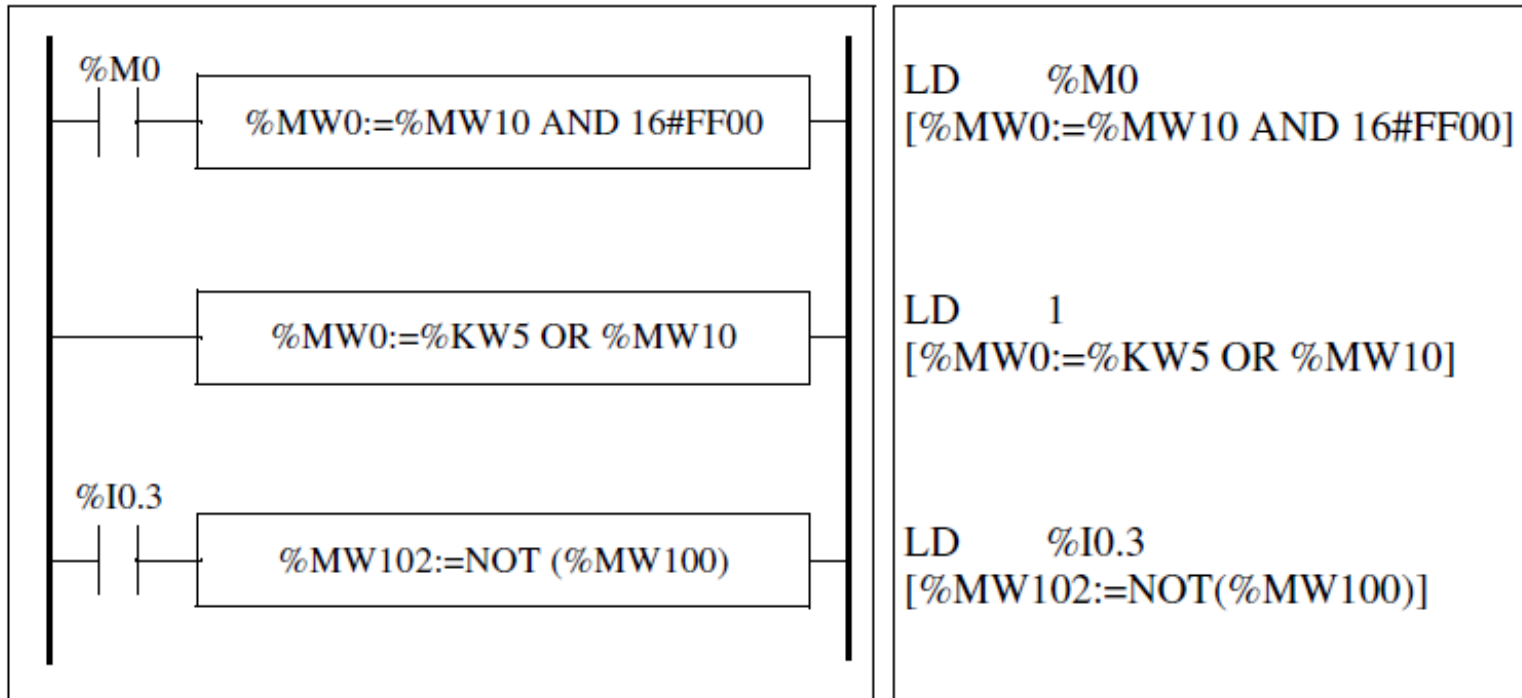 %M0
%MW0:=%MW10 AND 16#FF00
%MW0:=%KW5 OR %MW10
%I0.3
%MW102:=NOT (%MW100)
LD %M0
[%MW0:=%MW10 AND 16#FF00]
LD 1
[%MW0:=%KW5 OR %MW10]
LD %I0.3
[%MW102:=NOT(%MW100)]